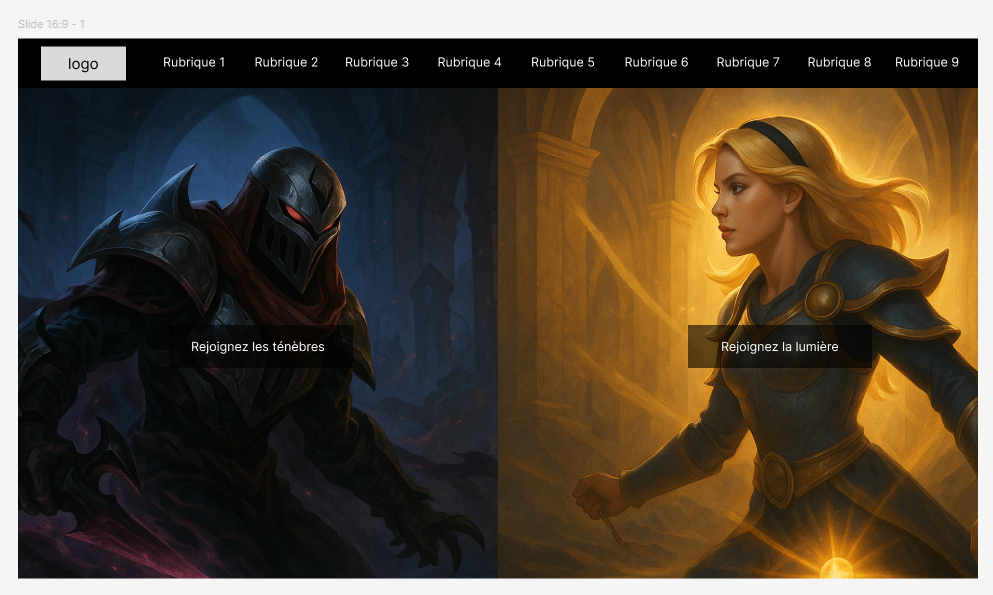 Slide 16:9 - 1
logo
Rubrique 1
Rubrique 2
Rubrique 3
Rubrique 4
Rubrique 5
Rubrique 6
Rubrique 7
Rubrique 8
Rubrique 9
Rejoignez les ténèbres
Rejoignez la lumière